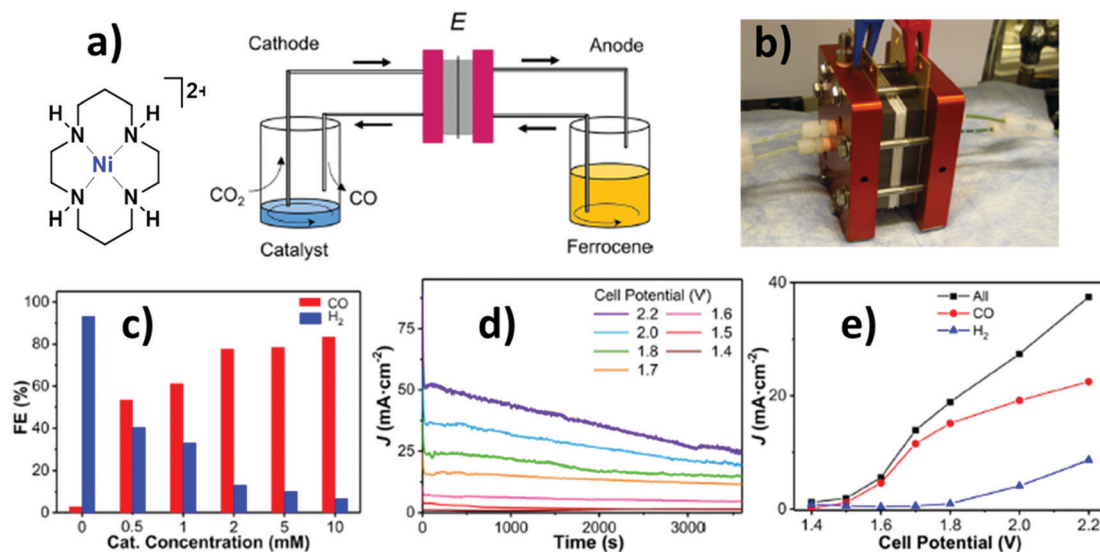 a)
H
H
N
N
Ni
N
N
H
H
]2+
Cathode
E
Anode
CO2
CO
Catalyst
Ferrocene
b)
c)
CO
H2
FE (%)
100
80
60
40
20
0
0 0.5 1 2 5 10
Cat. Concentration (mM)
d)
Cell Potential (V)
2.2 1.6
2.0 1.5
1.8 1.4
1.7
J (mA·cm-2)
75
50
25
0
0 1000 2000 3000
Time (s)
e)
All
CO
H2
J (mA·cm-2)
40
20
0
1.4 1.6 1.8 2.0 2.2
Cell Potential (V)